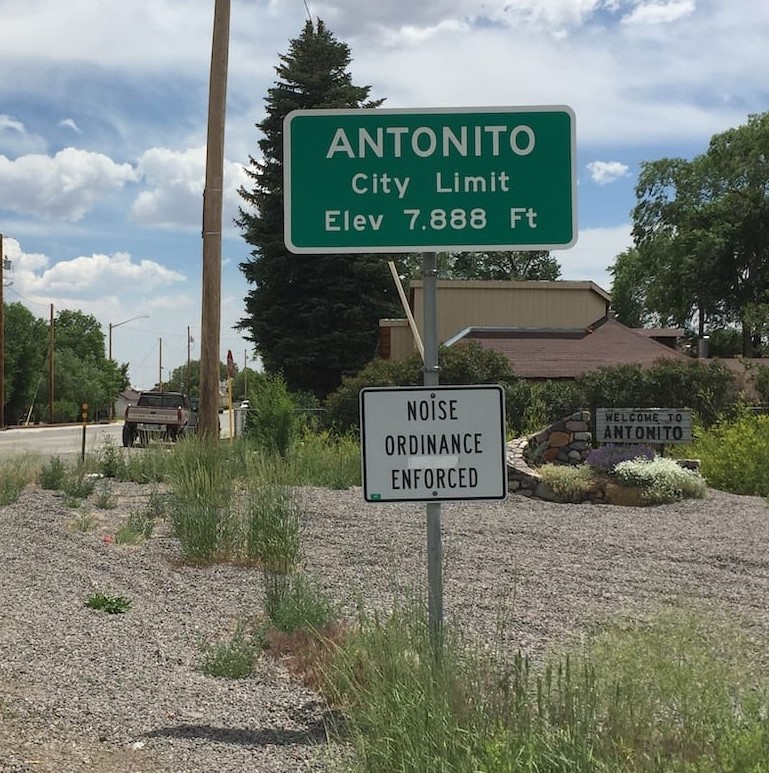 ANTONITO
City Limit
Elev 7,888 Ft
NOISE
ORDINANCE
ENFORCED
WELCOME TO
ANTONITO